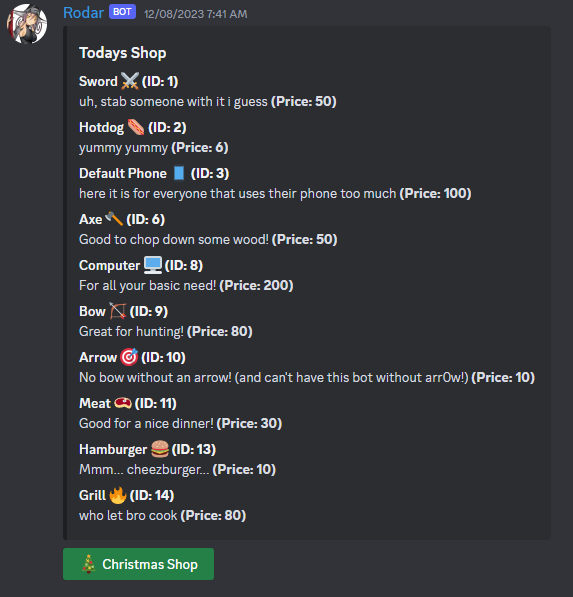 Rodar BOT 12/08/2023 7:41 AM
Todays Shop
Sword ⚔️ (ID: 1)
uh, stab someone with it i guess (Price: 50)
Hotdog 🌭 (ID: 2)
yummy yummy (Price: 6)
Default Phone 📱 (ID: 3)
here it is for everyone that uses their phone too much (Price: 100)
Axe 🪓 (ID: 6)
Good to chop down some wood! (Price: 50)
Computer 🖥️ (ID: 8)
For all your basic need! (Price: 200)
Bow 🏹 (ID: 9)
Great for hunting! (Price: 80)
Arrow 🎯 (ID: 10)
No bow without an arrow! (and can't have this bot without arr0w!) (Price: 10)
Meat 🥩 (ID: 11)
Good for a nice dinner! (Price: 30)
Hamburger 🍔 (ID: 13)
Mmm... cheezburger... (Price: 10)
Grill 🔥 (ID: 14)
who let bro cook (Price: 80)
🎄 Christmas Shop